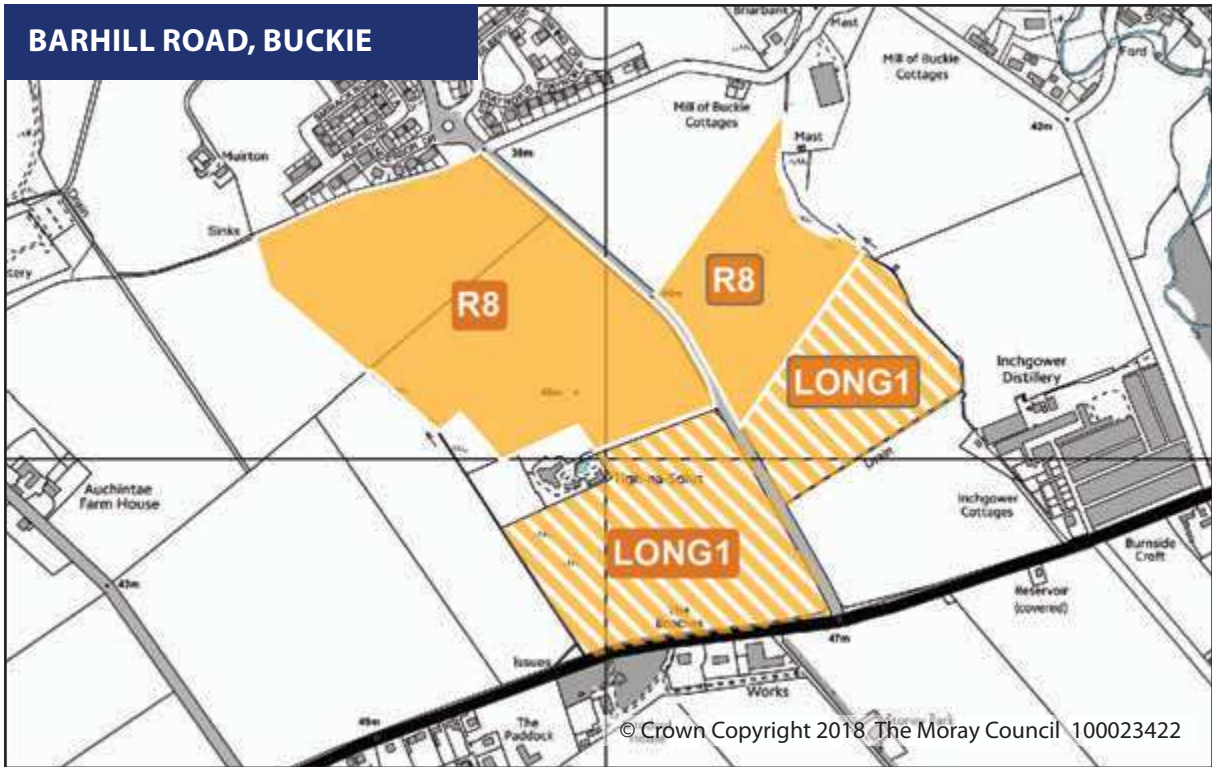 BARHILL ROAD, BUCKIE
Briarbank
Mast
Mill of Buckie
Cottages
Ford
Mill of Buckie
Cottages
Mast
42m
38m
Muirton
Sinks
R8
R8
LONG1
Inchgower
Distillery
Drain
Auchintae
Farm House
Inchgower
Cottages
LONG1
Burnside
Croft
43m
Reservoir
(covered)
The
47m
Issues
Works
49m
The
Paddock
© Crown Copyright 2018 The Moray Council 100023422